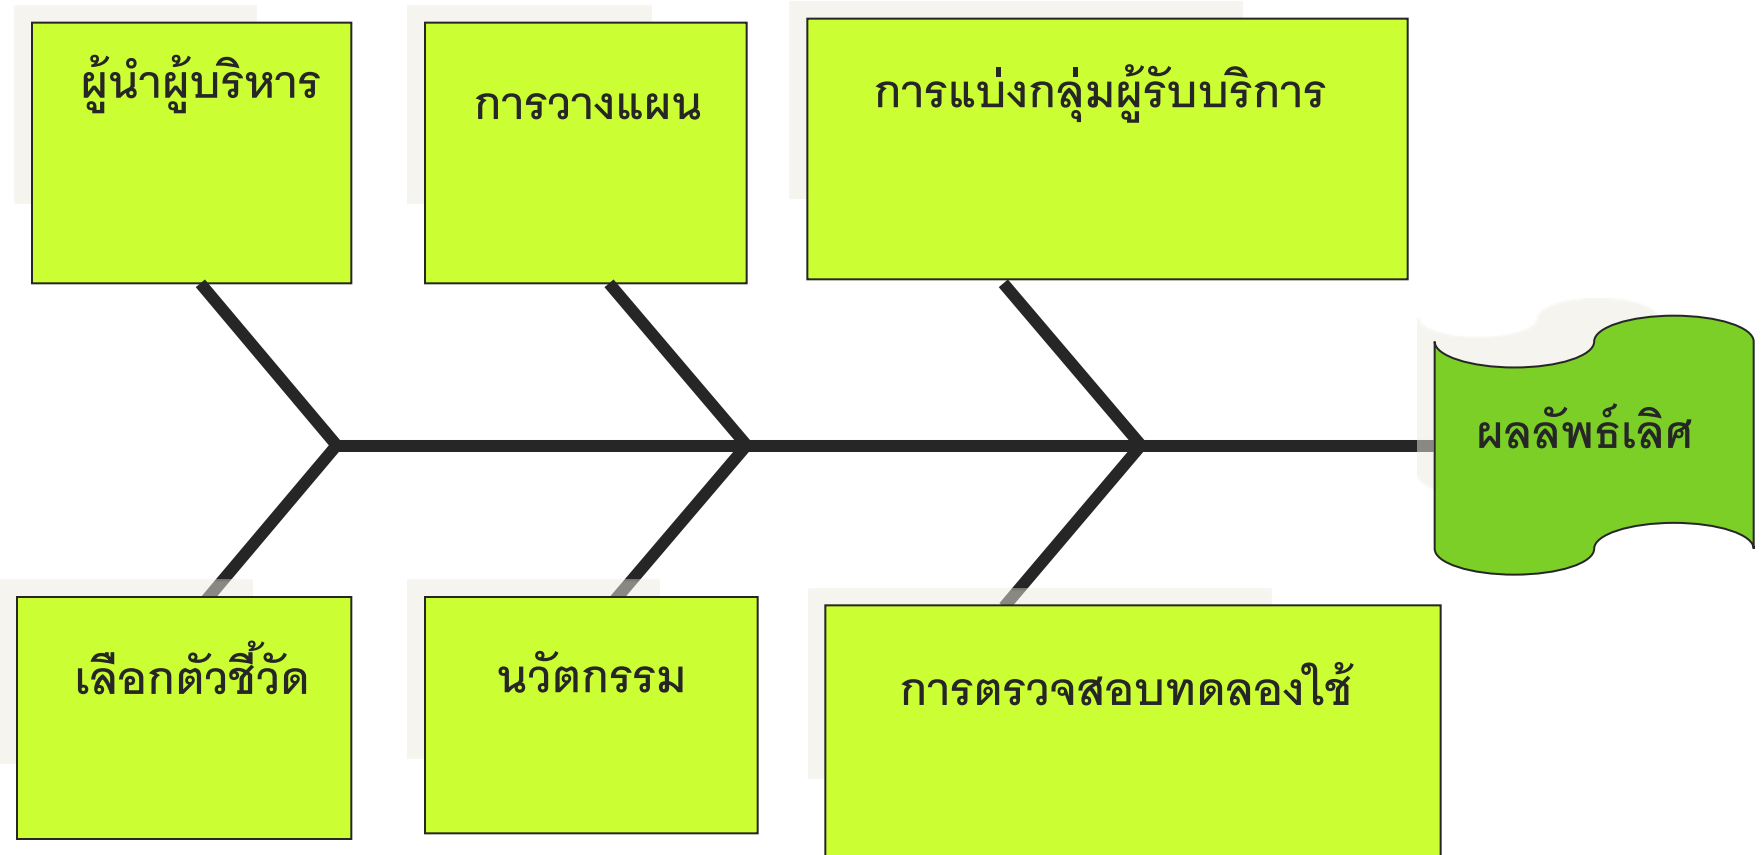 ผู้นำผู้บริหาร
การวางแผน
การแบ่งกลุ่มผู้รับบริการ
ผลลัพธ์เลิศ
เลือกตัวชี้วัด
นวัตกรรม
การตรวจสอบทดลองใช้